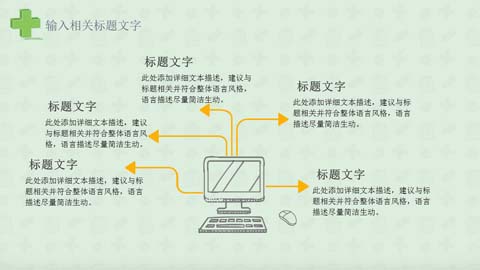 输入相关标题文字
标题文字
此处添加详细文本描述，建议与
标题相关并符合整体语言风格，
语言描述尽量简洁生动。
标题文字
此处添加详细文本描述，建议与
标题相关并符合整体语言风
格，语言描述尽量简洁生动。
标题文字
此处添加详细文本描述，建议与标
题相关并符合整体语言风格，语言
描述尽量简洁生动。
标题文字
此处添加详细文本描述，建议与标
题相关并符合整体语言风格，语言
描述尽量简洁生动。
标题文字
此处添加详细文本描述，建议与标
题相关并符合整体语言风格，语言
描述尽量简洁生动。